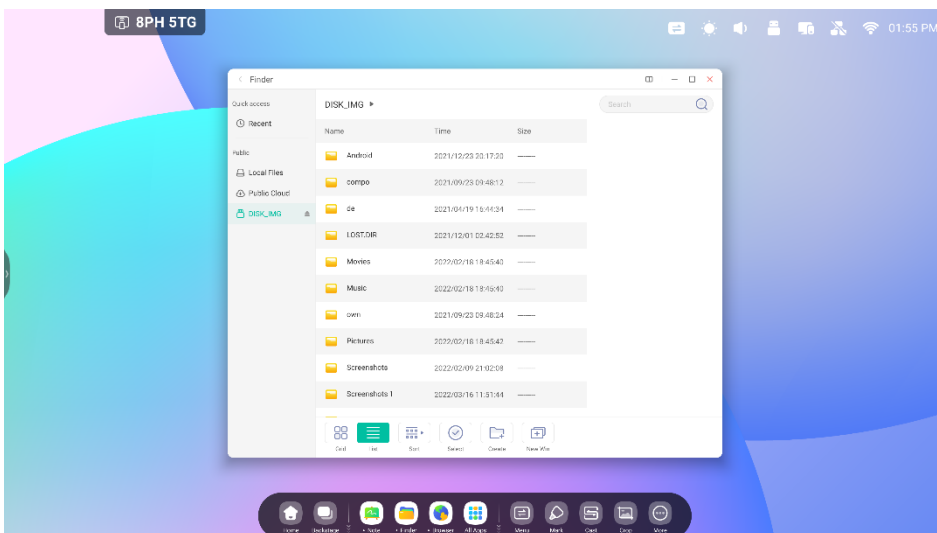 8PH 5TG
01:55 PM
Finder
Quick access
Recent
Public
Local Files
Public Cloud
DISK_IMG
DISK_IMG
Search
Name Time Size
Android 2021/12/23 20:17:20
compo 2021/09/23 09:48:12
de 2021/04/19 16:44:34
LOST.DIR 2021/12/01 02:42:52
Movies 2022/02/18 18:45:40
Music 2022/02/18 18:45:40
own 2021/09/23 09:48:24
Pictures 2022/02/18 18:45:42
Screenshots 2022/02/09 21:02:08
Screenshots 1 2022/03/16 11:51:44
Grid List Sort Select Create New Win
Home Backstage • Note • Finder • Browser All Apps Menu Mark Cast Crop More